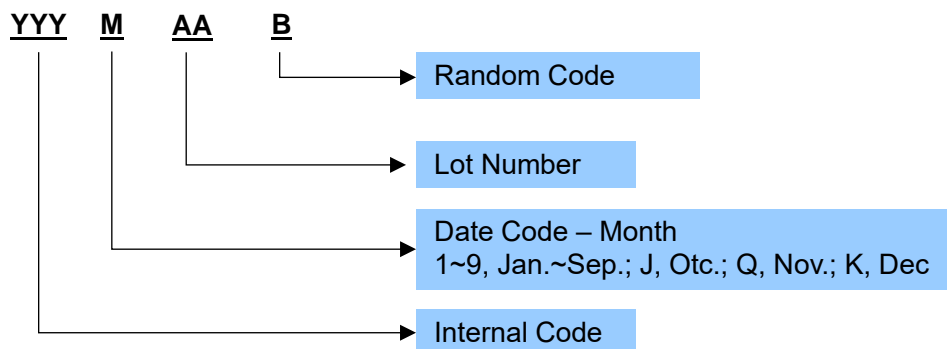 YYY M AA B
Random Code
Lot Number
Date Code – Month
1~9, Jan.~Sep.; J, Otc.; Q, Nov.; K, Dec
Internal Code